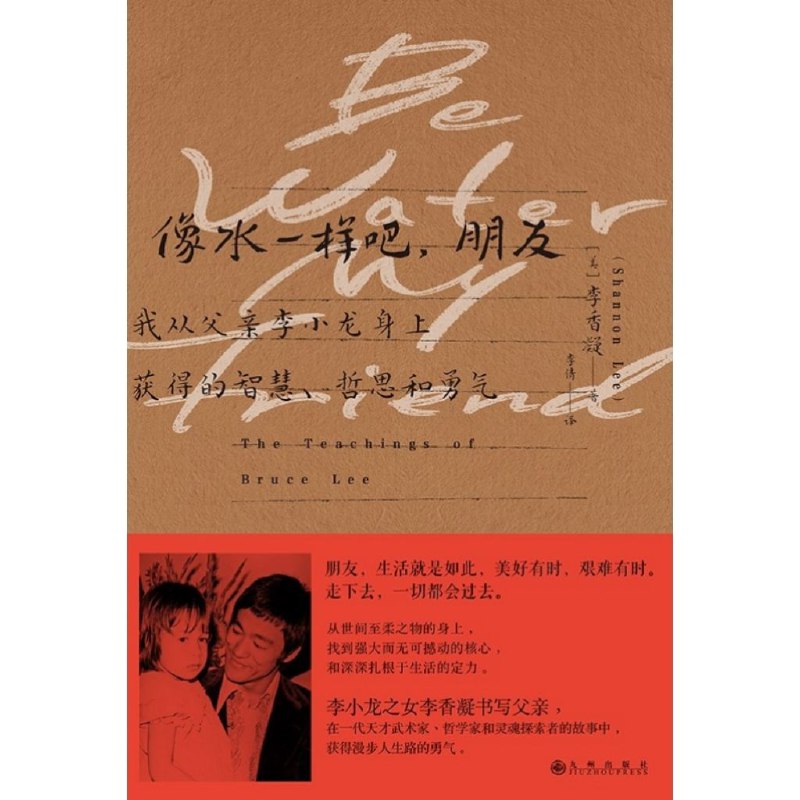 Be
Water
My
Friend
像水一样吧，朋友
我从父亲李小龙身上
获得的智慧、哲思和勇气
The Teachings of
Bruce Lee
（Shannon Lee）
［美］李香凝——著
李倩——译
朋友，生活就是如此，美好有时，艰难有时。
走下去，一切都会过去。
从世间至柔之物的身上，
找到强大而无可撼动的核心，
和深深扎根于生活的定力。
李小龙之女李香凝书写父亲，
在一代天才武术家、哲学家和灵魂探索者的故事中，
获得漫步人生路的勇气。
九州出版社
JIUZHOUPRESS